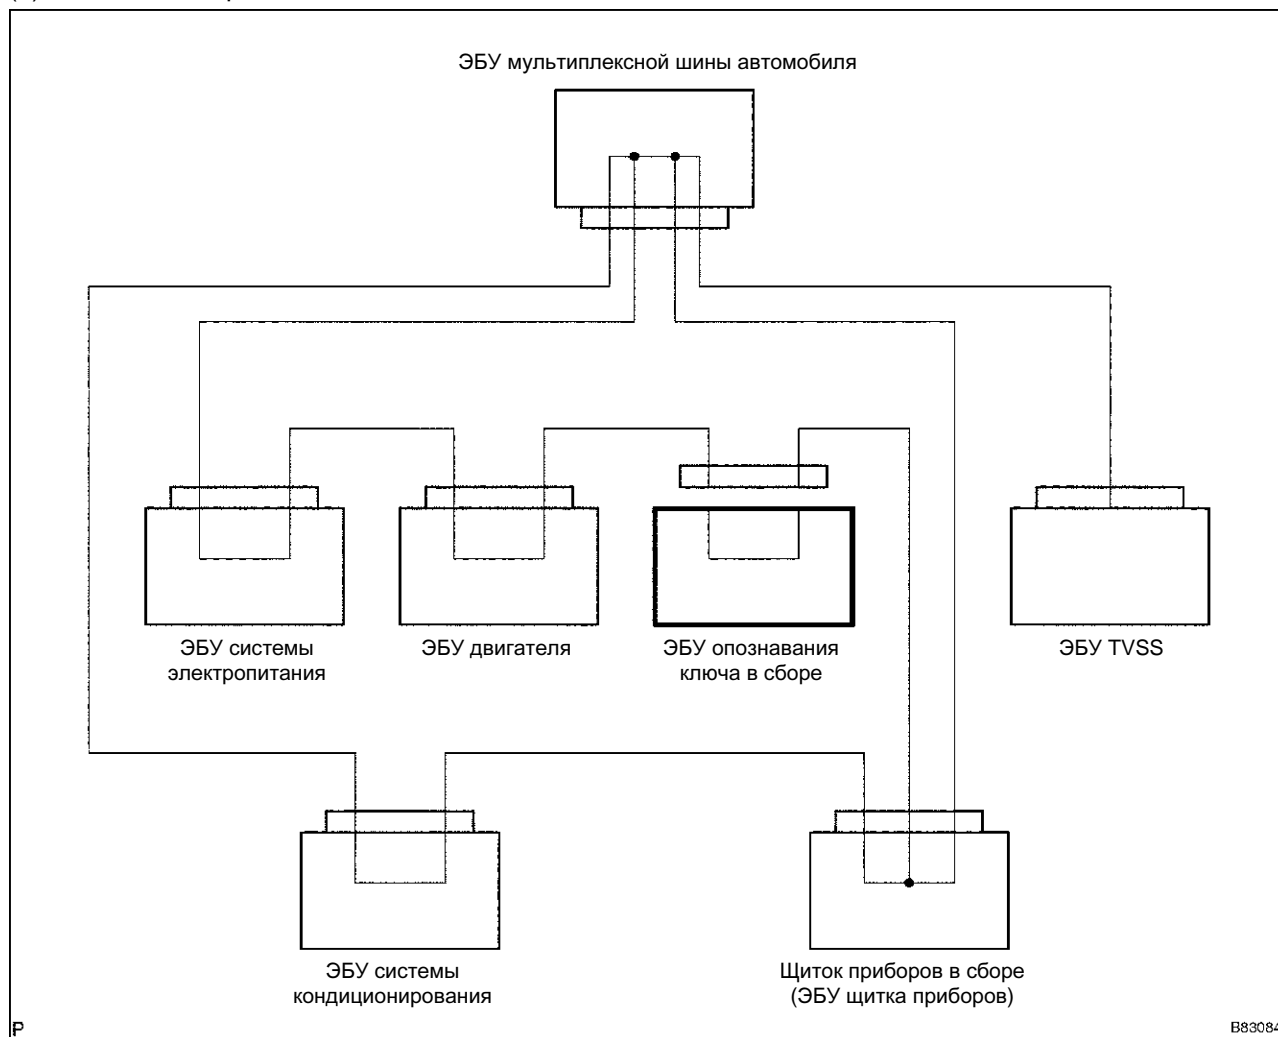 ЭБУ мультиплексной шины автомобиля
ЭБУ системы
электропитания
ЭБУ двигателя
ЭБУ опознавания
ключа в сборе
ЭБУ TVSS
ЭБУ системы
кондиционирования
Щиток приборов в сборе
(ЭБУ щитка приборов)
P
B83084